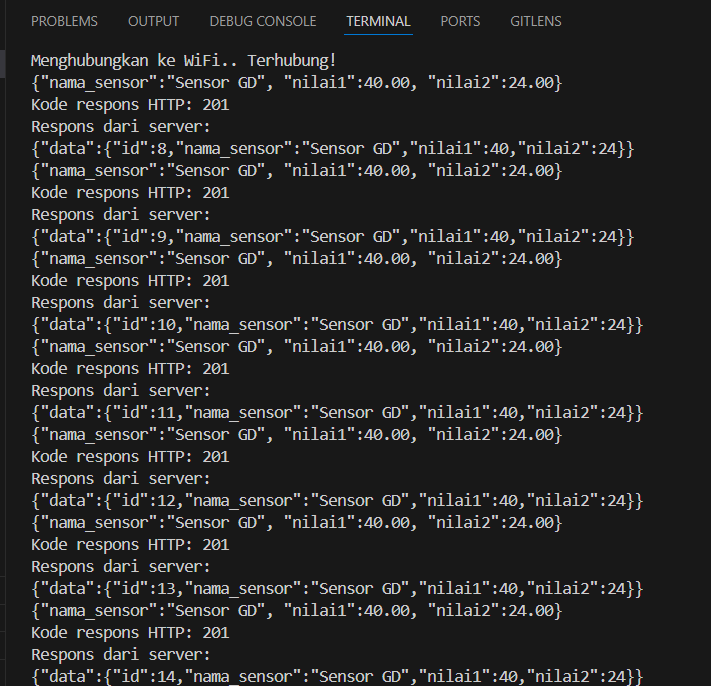 PROBLEMS OUTPUT DEBUG CONSOLE TERMINAL PORTS GITLENS
Menghubungkan ke WiFi.. Terhubung!
{"nama_sensor":"Sensor GD", "nilai1":40.00, "nilai2":24.00}
Kode respons HTTP: 201
Respons dari server:
{"data":{"id":8,"nama_sensor":"Sensor GD","nilai1":40,"nilai2":24}}
{"nama_sensor":"Sensor GD", "nilai1":40.00, "nilai2":24.00}
Kode respons HTTP: 201
Respons dari server:
{"data":{"id":9,"nama_sensor":"Sensor GD","nilai1":40,"nilai2":24}}
{"nama_sensor":"Sensor GD", "nilai1":40.00, "nilai2":24.00}
Kode respons HTTP: 201
Respons dari server:
{"data":{"id":10,"nama_sensor":"Sensor GD","nilai1":40,"nilai2":24}}
{"nama_sensor":"Sensor GD", "nilai1":40.00, "nilai2":24.00}
Kode respons HTTP: 201
Respons dari server:
{"data":{"id":11,"nama_sensor":"Sensor GD","nilai1":40,"nilai2":24}}
{"nama_sensor":"Sensor GD", "nilai1":40.00, "nilai2":24.00}
Kode respons HTTP: 201
Respons dari server:
{"data":{"id":12,"nama_sensor":"Sensor GD","nilai1":40,"nilai2":24}}
{"nama_sensor":"Sensor GD", "nilai1":40.00, "nilai2":24.00}
Kode respons HTTP: 201
Respons dari server:
{"data":{"id":13,"nama_sensor":"Sensor GD","nilai1":40,"nilai2":24}}
{"nama_sensor":"Sensor GD", "nilai1":40.00, "nilai2":24.00}
Kode respons HTTP: 201
Respons dari server:
{"data":{"id":14,"nama_sensor":"Sensor GD","nilai1":40,"nilai2":24}}